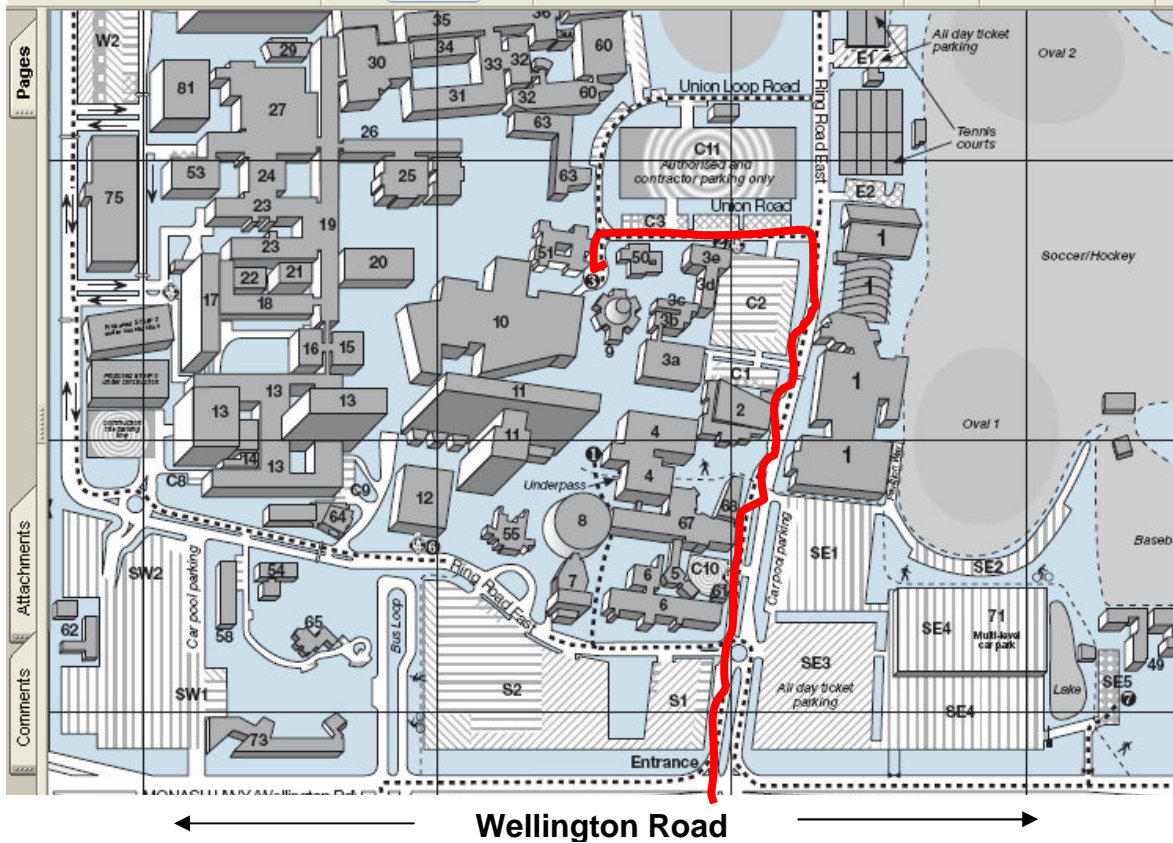 Pages
Attachments
Comments
W2
29
35
34
36
30
33
32
60
81
27
31
32
60
63
26
53
24
25
63
75
23
19
23
20
22
21
17
18
16
15
13
13
13
14
13
C8
C9
64
Union Loop Road
Ring Road East
C11
Authorised and
contractor parking only
Union Road
C3
51
50
3e
3d
3c
3b
3a
3
9
10
C2
C1
2
11
11
1
4
4
Underpass
12
6
55
8
67
68
7
6
5
C10
61
6
E1
All day ticket
parking
Oval 2
Tennis
courts
E2
1
1
Soccer/Hockey
1
1
Oval 1
Carpool parking
SE1
SE2
SW2
Car pool parking
54
58
62
65
SW1
73
Bus Loop
Ring Road East
S2
S1
Entrance
SE3
All day ticket
parking
SE4
71
Multi-level
car park
SE4
Lake
SE5
49
7
Wellington Road